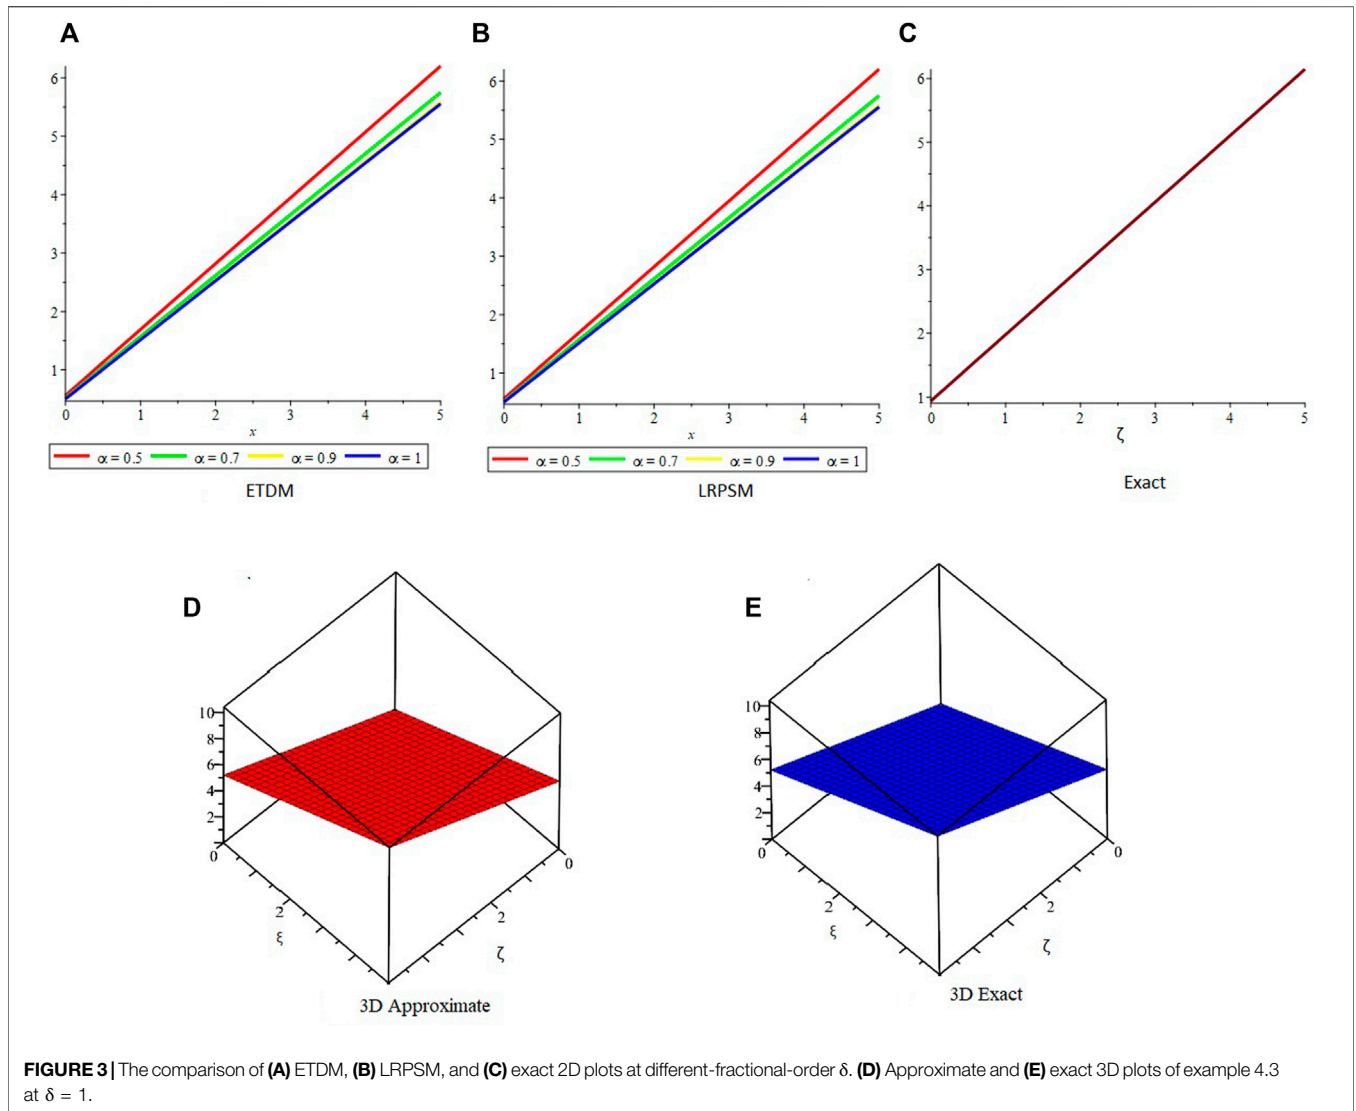 A
B
C
6
5
4
3
2
1
0 1 2 3 4 5
x
α = 0.5 α = 0.7 α = 0.9 α = 1
ETDM
6
5
4
3
2
1
0 1 2 3 4 5
x
α = 0.5 α = 0.7 α = 0.9 α = 1
LRPSM
6
5
4
3
2
1
0 1 2 3 4 5
ζ
Exact
D
10
8
6
4
2
0
2
ξ
2
ζ
0
3D Approximate
E
10
8
6
4
2
0
2
ξ
2
ζ
0
3D Exact
FIGURE 3 | The comparison of (A) ETDM, (B) LRPSM, and (C) exact 2D plots at different-fractional-order δ. (D) Approximate and (E) exact 3D plots of example 4.3
at δ = 1.